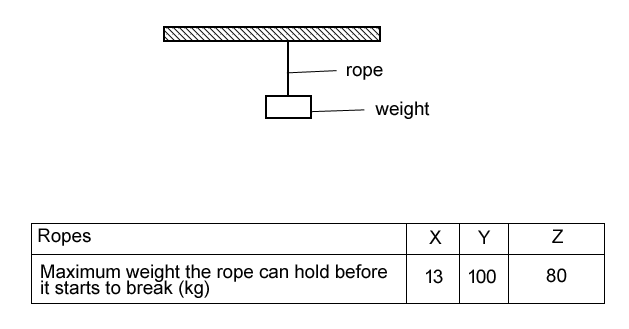 rope
weight
Ropes X Y Z
Maximum weight the rope can hold before
it starts to break (kg)
13 100 80